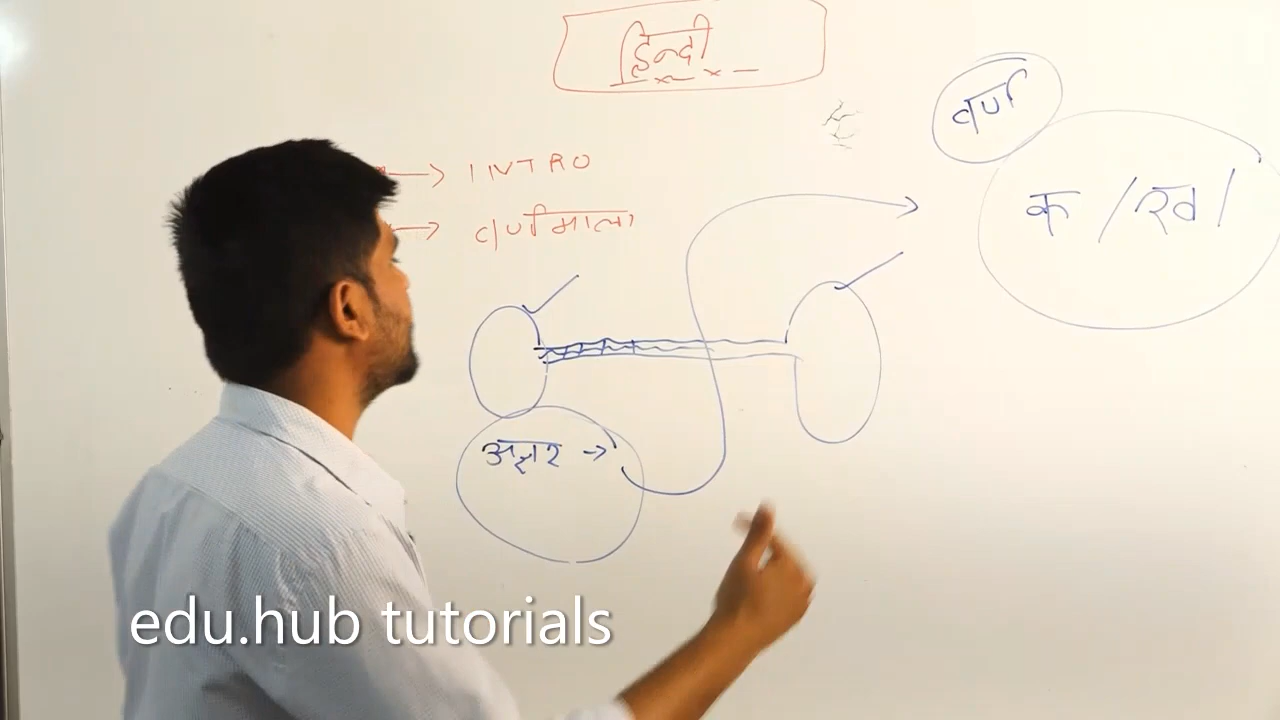 हिन्दी
→ INTRO
→ वर्णमाला
वर्ण
क / ख /
अक्षर →
edu.hub tutorials